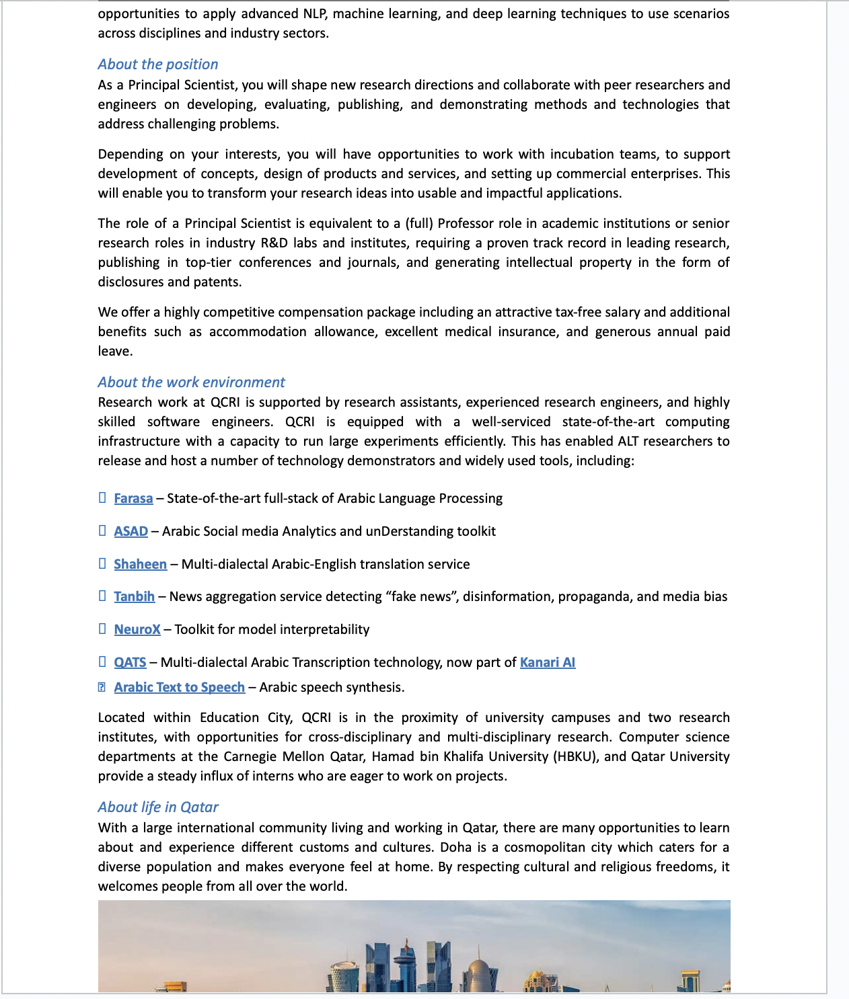 opportunities to apply advanced NLP, machine learning, and deep learning techniques to use scenarios
across disciplines and industry sectors.
About the position
As a Principal Scientist, you will shape new research directions and collaborate with peer researchers and
engineers on developing, evaluating, publishing, and demonstrating methods and technologies that
address challenging problems.
Depending on your interests, you will have opportunities to work with incubation teams, to support
development of concepts, design of products and services, and setting up commercial enterprises. This
will enable you to transform your research ideas into usable and impactful applications.
The role of a Principal Scientist is equivalent to a (full) Professor role in academic institutions or senior
research roles in industry R&D labs and institutes, requiring a proven track record in leading research,
publishing in top-tier conferences and journals, and generating intellectual property in the form of
disclosures and patents.
We offer a highly competitive compensation package including an attractive tax-free salary and additional
benefits such as accommodation allowance, excellent medical insurance, and generous annual paid
leave.
About the work environment
Research work at QCRI is supported by research assistants, experienced research engineers, and highly
skilled software engineers. QCRI is equipped with a well-serviced state-of-the-art computing
infrastructure with a capacity to run large experiments efficiently. This has enabled ALT researchers to
release and host a number of technology demonstrators and widely used tools, including:
Farasa – State-of-the-art full-stack of Arabic Language Processing
ASAD – Arabic Social media Analytics and unDerstanding toolkit
Shaheen – Multi-dialectal Arabic-English translation service
Tanbih – News aggregation service detecting “fake news”, disinformation, propaganda, and media bias
NeuroX – Toolkit for model interpretability
QATS – Multi-dialectal Arabic Transcription technology, now part of Kanari AI
Arabic Text to Speech – Arabic speech synthesis.
Located within Education City, QCRI is in the proximity of university campuses and two research
institutes, with opportunities for cross-disciplinary and multi-disciplinary research. Computer science
departments at the Carnegie Mellon Qatar, Hamad bin Khalifa University (HBKU), and Qatar University
provide a steady influx of interns who are eager to work on projects.
About life in Qatar
With a large international community living and working in Qatar, there are many opportunities to learn
about and experience different customs and cultures. Doha is a cosmopolitan city which caters for a
diverse population and makes everyone feel at home. By respecting cultural and religious freedoms, it
welcomes people from all over the world.